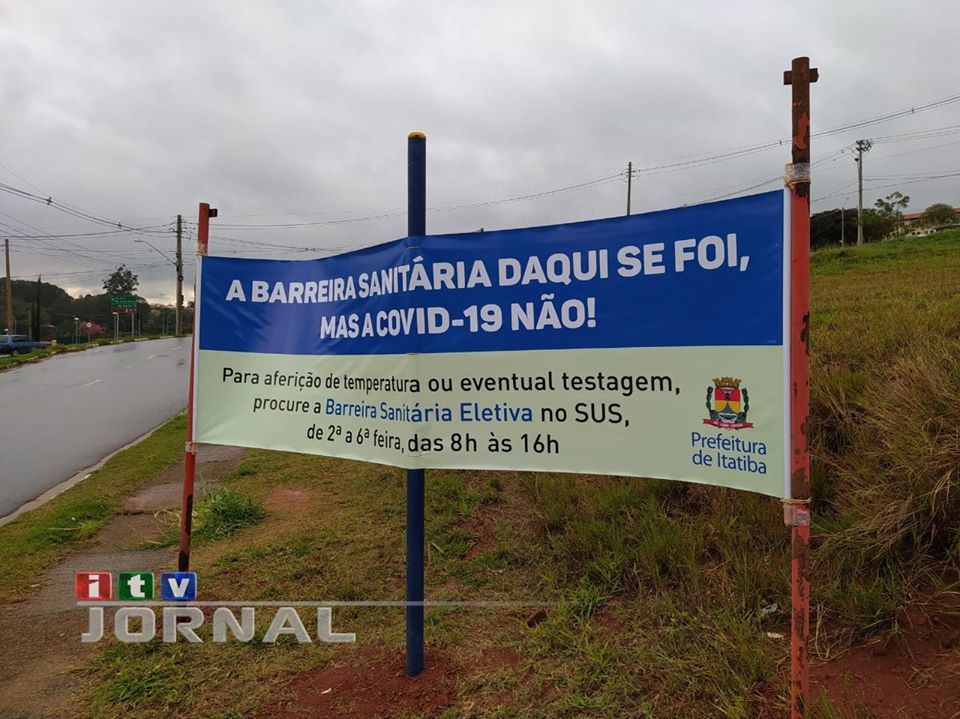 A BARREIRA SANITÁRIA DAQUI SE FOI,
MAS A COVID-19 NÃO!
Para aferição de temperatura ou eventual testagem,
procure a Barreira Sanitária Eletiva no SUS,
de 2ª a 6ª feira, das 8h às 16h
Prefeitura
de Itatiba
itv
JORNAL